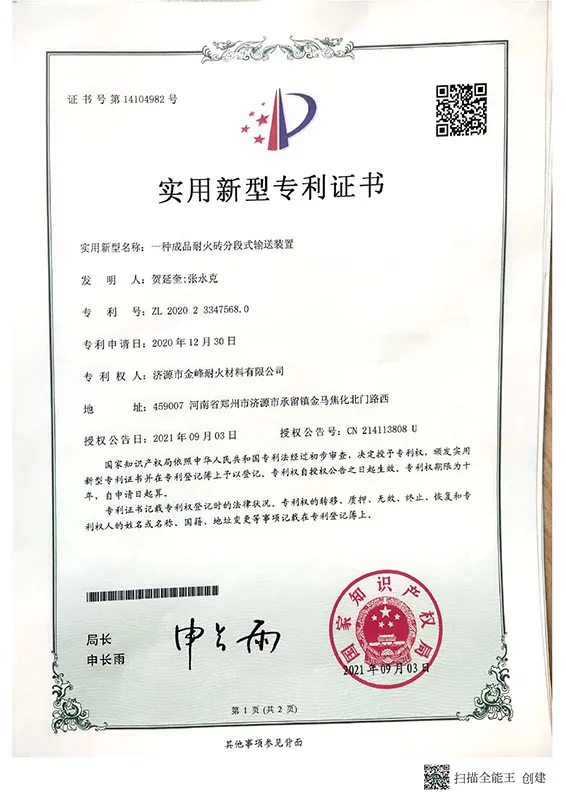 证书号第14104982号
实用新型专利证书
实用新型名称：一种成品耐火砖分段式输送装置
发 明 人：贺延奎;张永克
专 利 号：ZL 2020 2 3347568.0
专利申请日：2020年12月30日
专 利 权 人：济源市金峰耐火材料有限公司
地 址：459007 河南省郑州市济源市承留镇金马焦化北门路西
授权公告日：2021年09月03日 授权公告号：CN 214113808 U
国家知识产权局依照中华人民共和国专利法经过初步审查，决定授予专利权，颁发实用
新型专利证书并在专利登记簿上予以登记。专利权自授权公告之日起生效。专利权期限为十
年，自申请日起算。
专利证书记载专利权登记时的法律状况。专利权的转移、质押、无效、终止、恢复和专
利权人的姓名或名称、国籍、地址变更等事项记载在专利登记簿上。
局长
申长雨
申长雨
国家知识产权局
2021年09月03日
第 1 页 (共 2 页)
其他事项参见背面
扫描全能王 创建